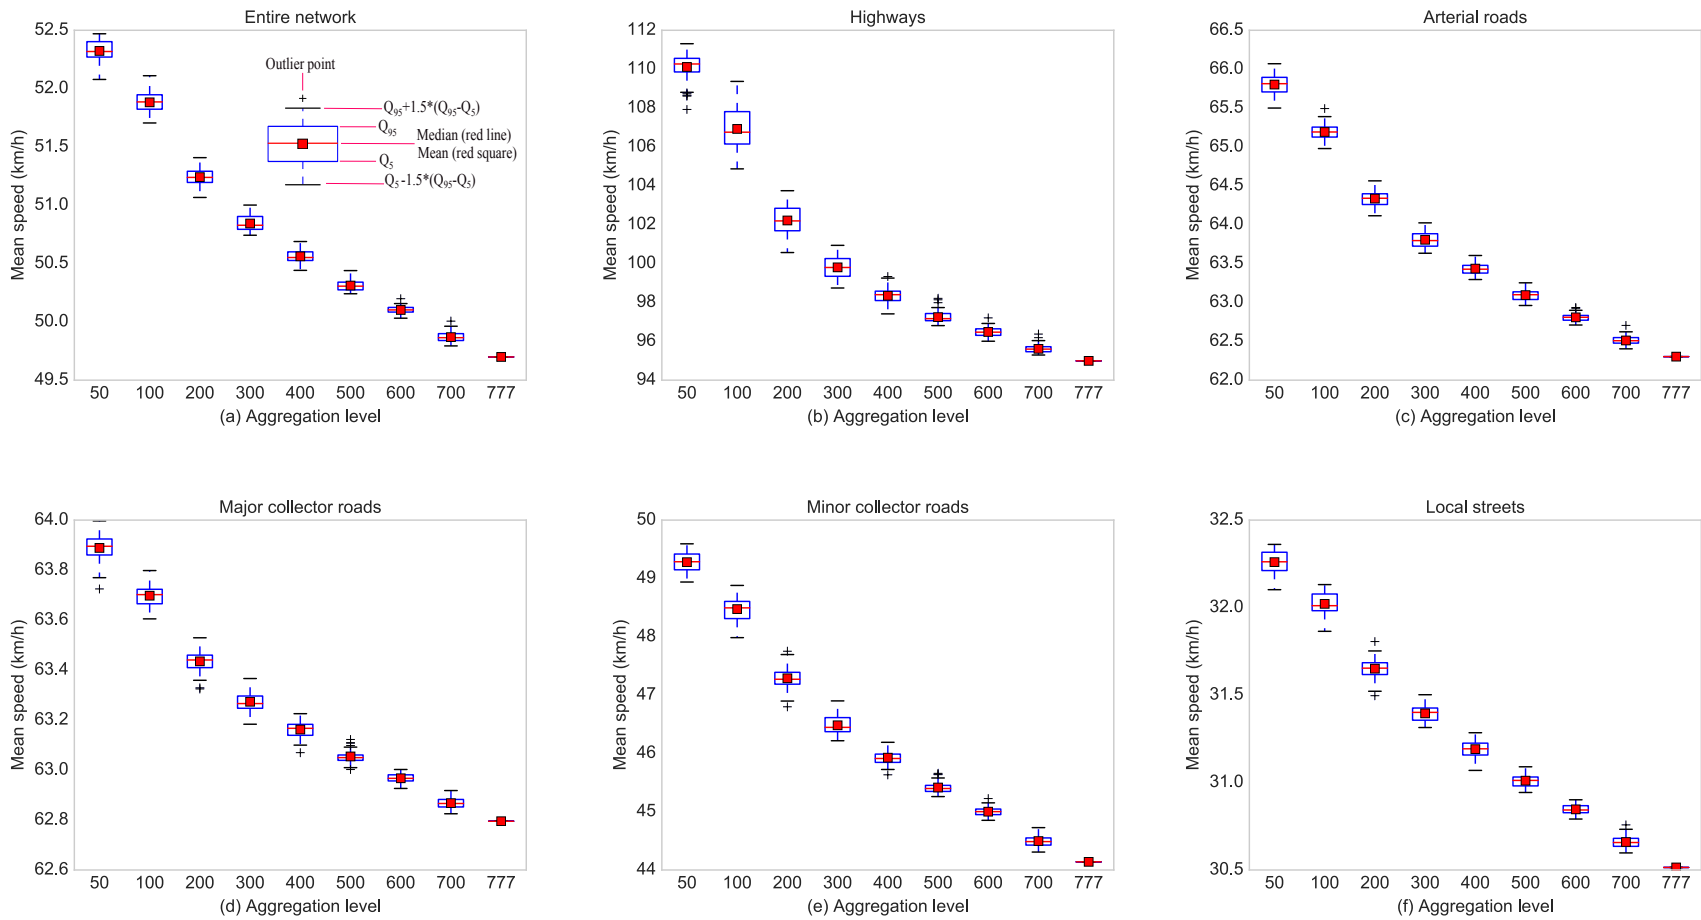 Entire network
52.5
52.0
51.5
51.0
50.5
50.0
49.5
Mean speed (km/h)
Outlier point
Q95+1.5*(Q95-Q5)
Q95
Median (red line)
Mean (red square)
Q5
Q5-1.5*(Q95-Q5)
50 100 200 300 400 500 600 700 777
(a) Aggregation level
Highways
112
110
108
106
104
102
100
98
96
94
Mean speed (km/h)
50 100 200 300 400 500 600 700 777
(b) Aggregation level
Arterial roads
66.5
66.0
65.5
65.0
64.5
64.0
63.5
63.0
62.5
62.0
Mean speed (km/h)
50 100 200 300 400 500 600 700 777
(c) Aggregation level
Major collector roads
64.0
63.8
63.6
63.4
63.2
63.0
62.8
62.6
Mean speed (km/h)
50 100 200 300 400 500 600 700 777
(d) Aggregation level
Minor collector roads
50
49
48
47
46
45
44
Mean speed (km/h)
50 100 200 300 400 500 600 700 777
(e) Aggregation level
Local streets
32.5
32.0
31.5
31.0
30.5
Mean speed (km/h)
50 100 200 300 400 500 600 700 777
(f) Aggregation level